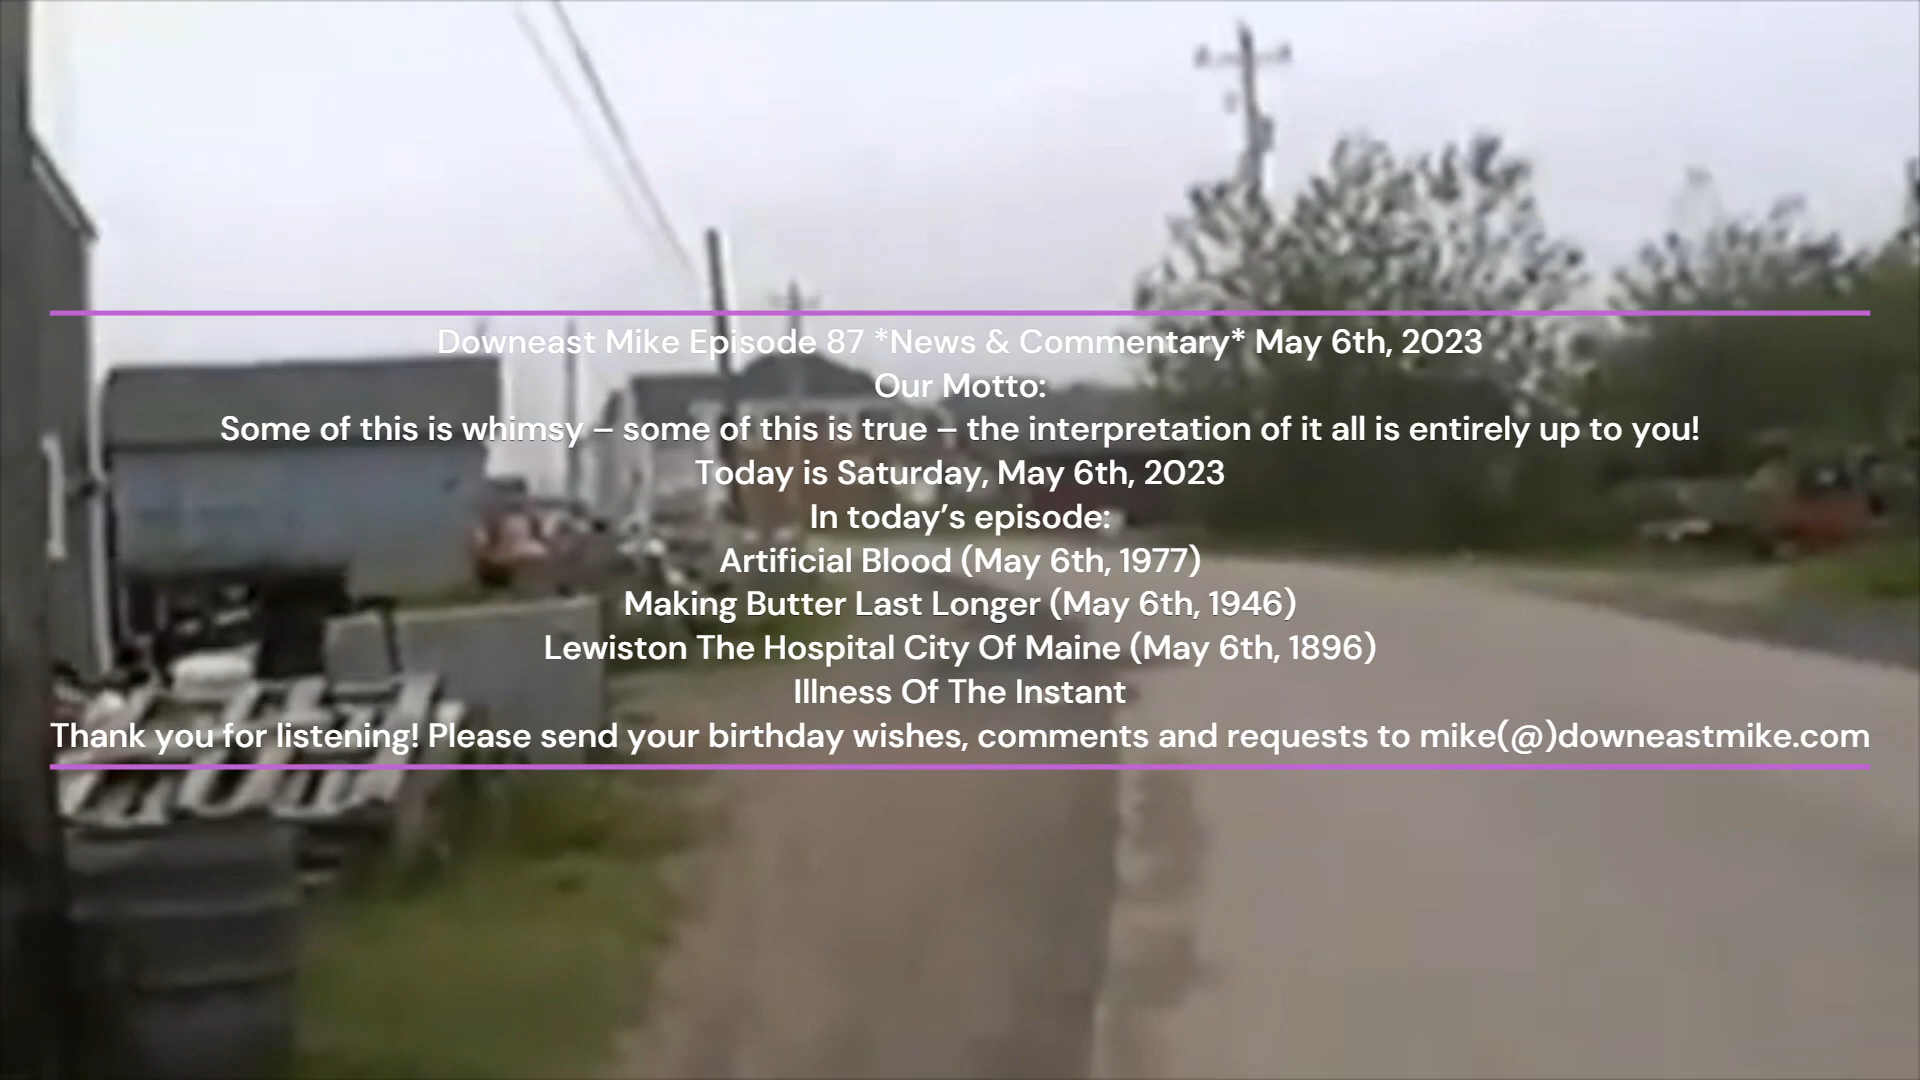 Downeast Mike Episode 87 *News & Commentary* May 6th, 2023
Our Motto:
Some of this is whimsy – some of this is true – the interpretation of it all is entirely up to you!
Today is Saturday, May 6th, 2023
In today’s episode:
Artificial Blood (May 6th, 1977)
Making Butter Last Longer (May 6th, 1946)
Lewiston The Hospital City Of Maine (May 6th, 1896)
Illness Of The Instant
Thank you for listening! Please send your birthday wishes, comments and requests to mike(@)downeastmike.com